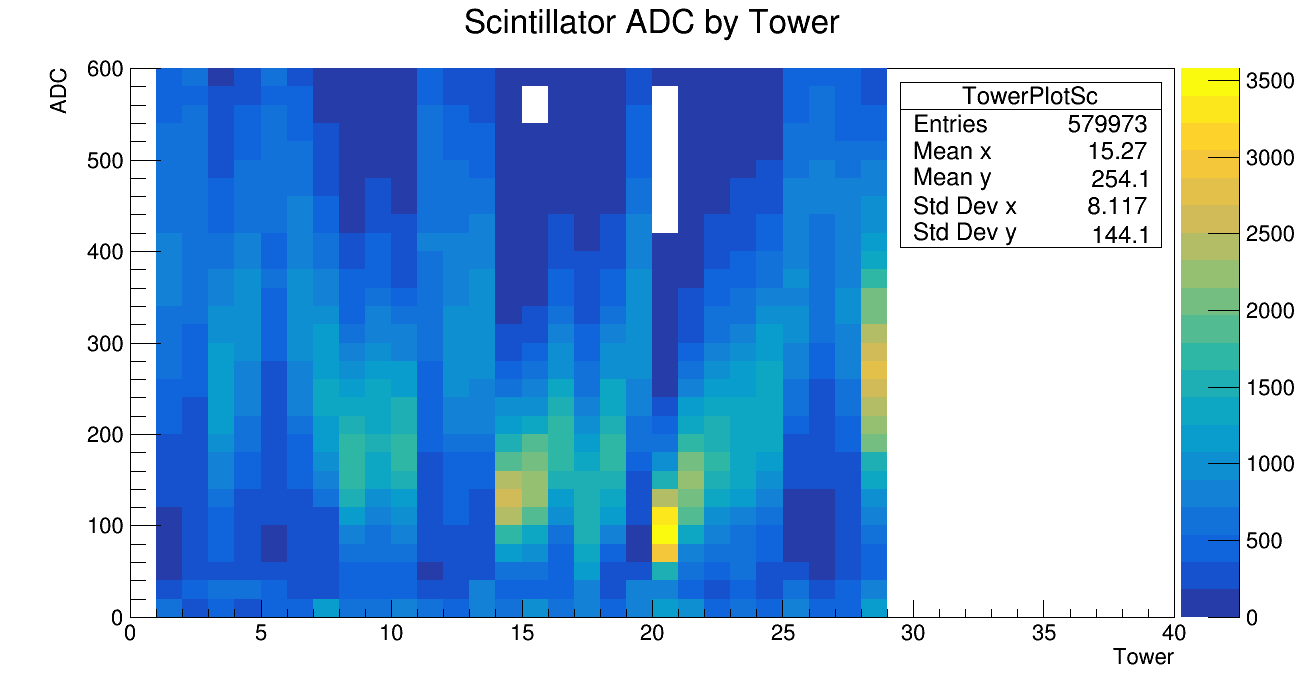 Scintillator ADC by Tower
ADC
600
500
400
300
200
100
0
0 5 10 15 20 25 30 35 40
Tower
TowerPlotSc
Entries 579973
Mean x 15.27
Mean y 254.1
Std Dev x 8.117
Std Dev y 144.1
3500
3000
2500
2000
1500
1000
500
0